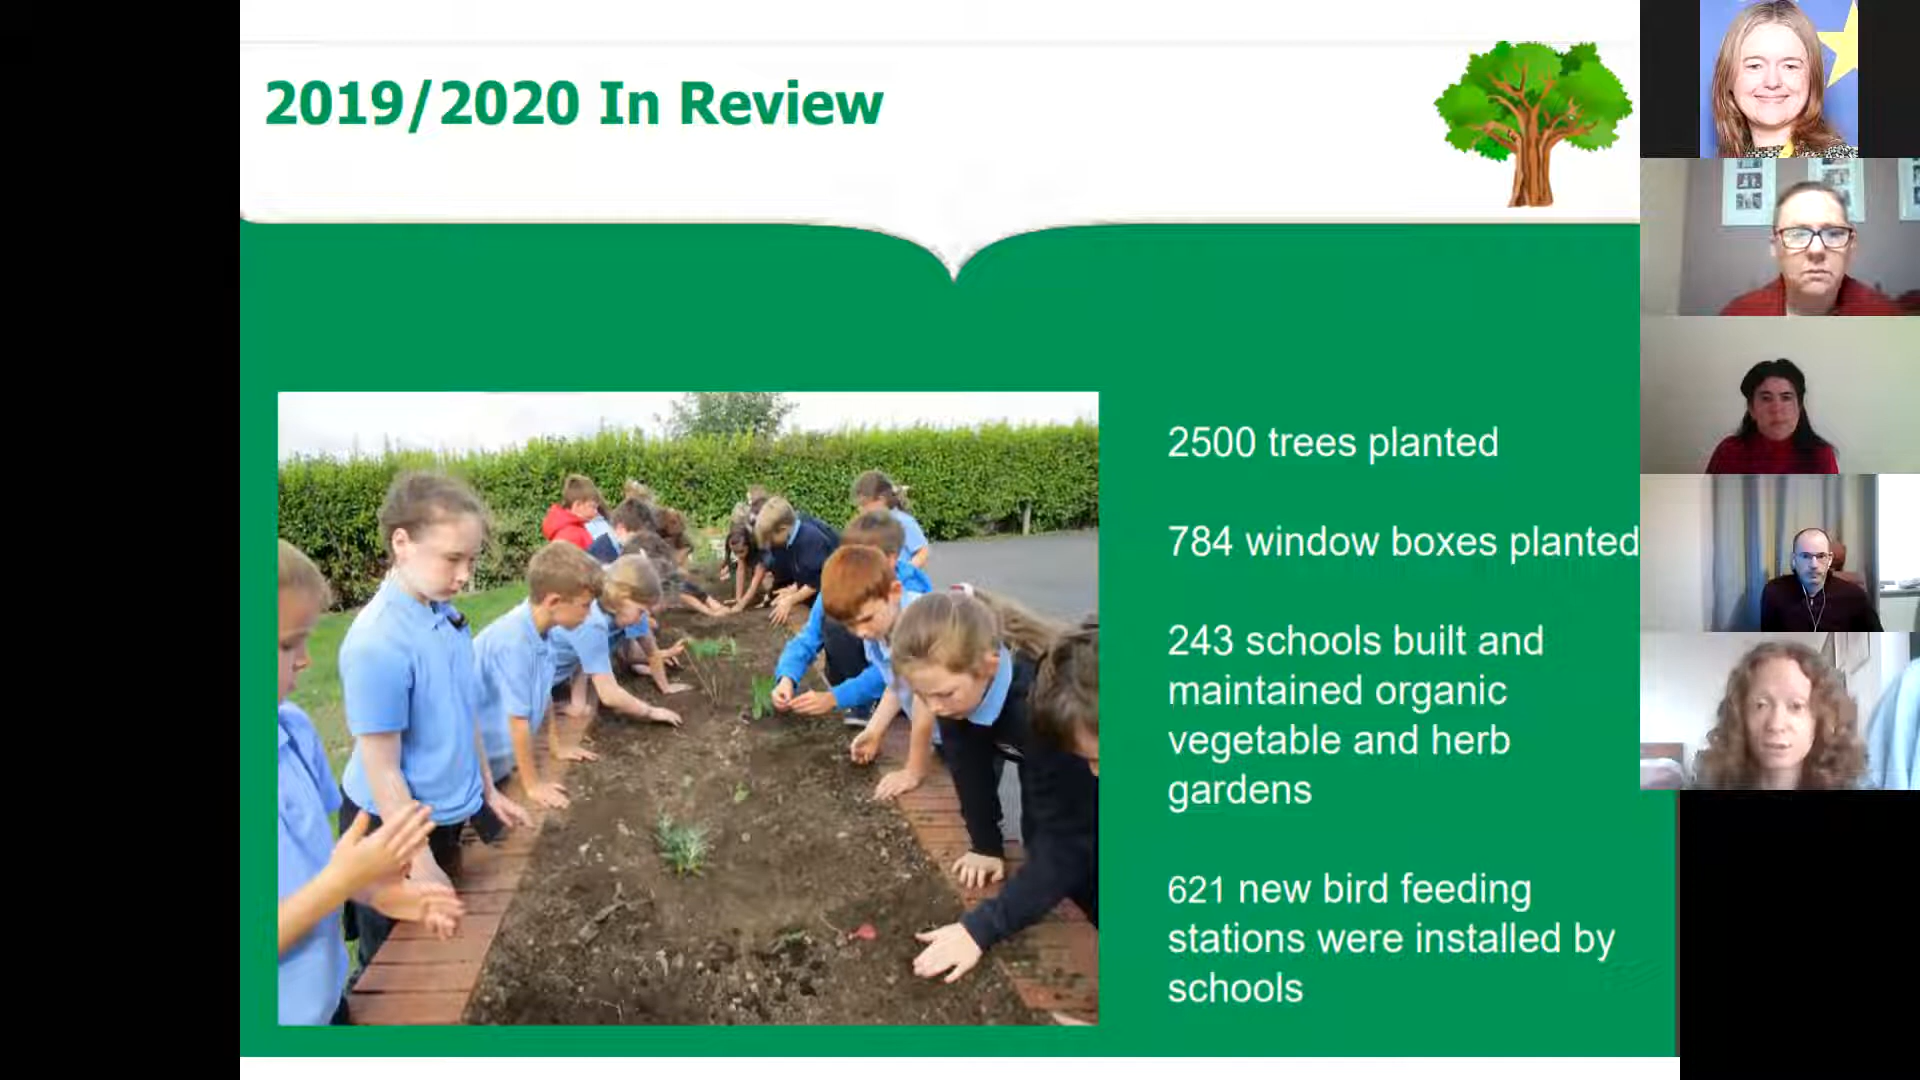 2019/2020 In Review
2500 trees planted
784 window boxes planted
243 schools built and
maintained organic
vegetable and herb
gardens
621 new bird feeding
stations were installed by
schools